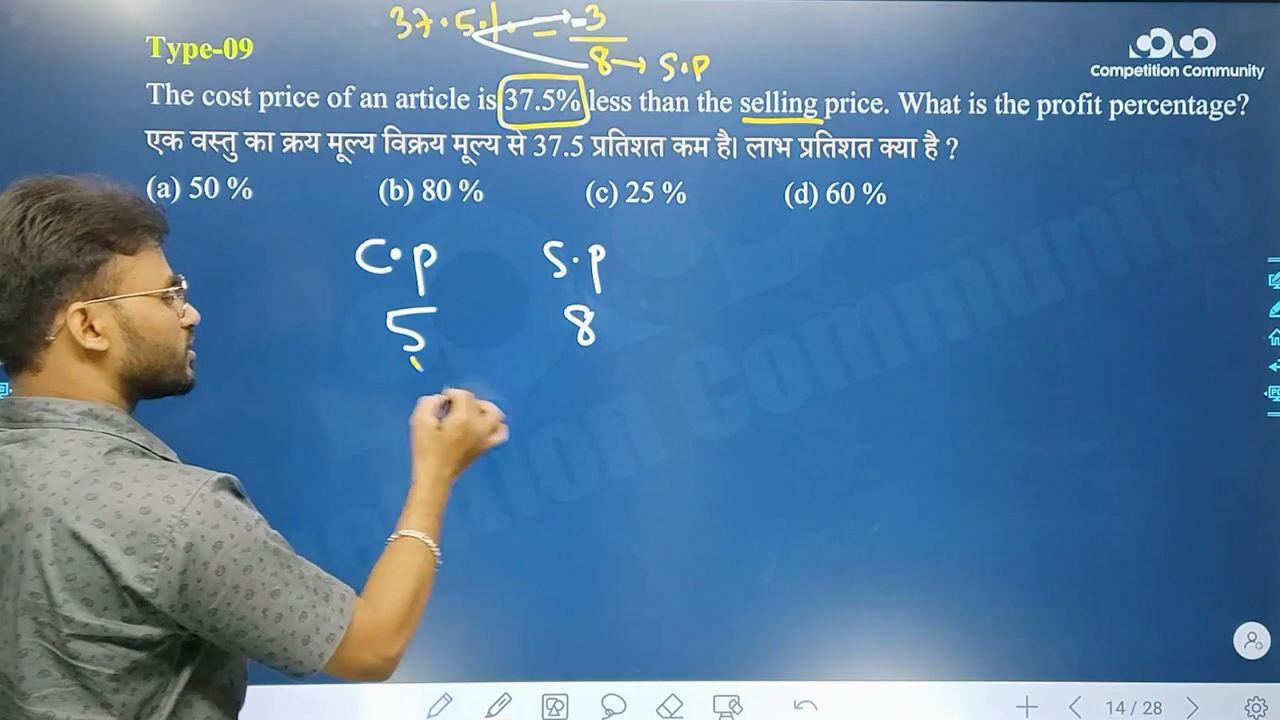 37.5% = -3
8 → S.P
Type-09
Competition Community
The cost price of an article is 37.5% less than the selling price. What is the profit percentage?
एक वस्तु का क्रय मूल्य विक्रय मूल्य से 37.5 प्रतिशत कम है। लाभ प्रतिशत क्या है ?
(a) 50 % (b) 80 % (c) 25 % (d) 60 %
C.P S.P
5 8
14 / 28